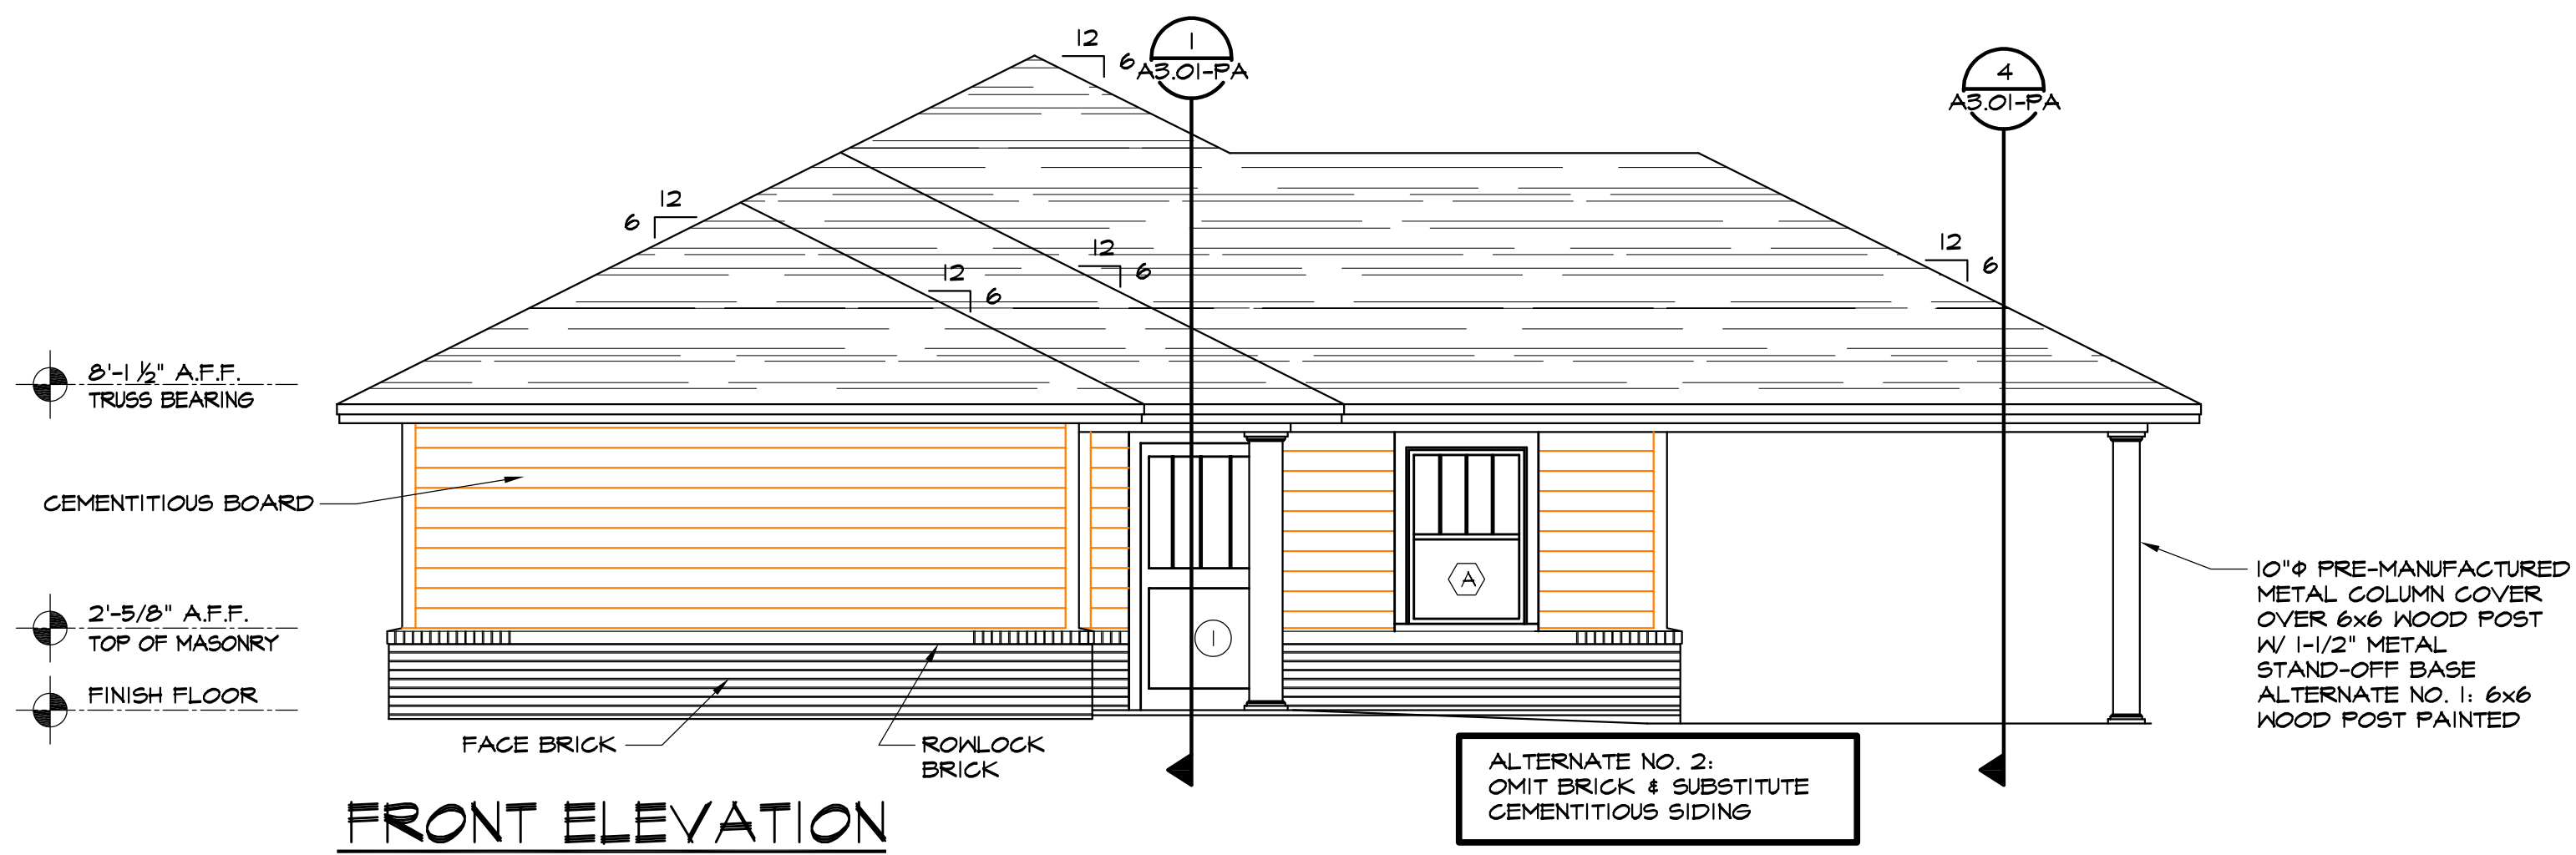 12
6
1
A3.01-PA
4
A3.01-PA
12
6
12
6
12
6
12
6
8'-1 ½" A.F.F.
TRUSS BEARING
CEMENTITIOUS BOARD
2'-5/8" A.F.F.
TOP OF MASONRY
FINISH FLOOR
A
1
10"Φ PRE-MANUFACTURED
METAL COLUMN COVER
OVER 6x6 WOOD POST
W/ 1-1/2" METAL
STAND-OFF BASE
ALTERNATE NO. 1: 6x6
WOOD POST PAINTED
FACE BRICK
ROWLOCK
BRICK
ALTERNATE NO. 2:
OMIT BRICK & SUBSTITUTE
CEMENTITIOUS SIDING
FRONT ELEVATION